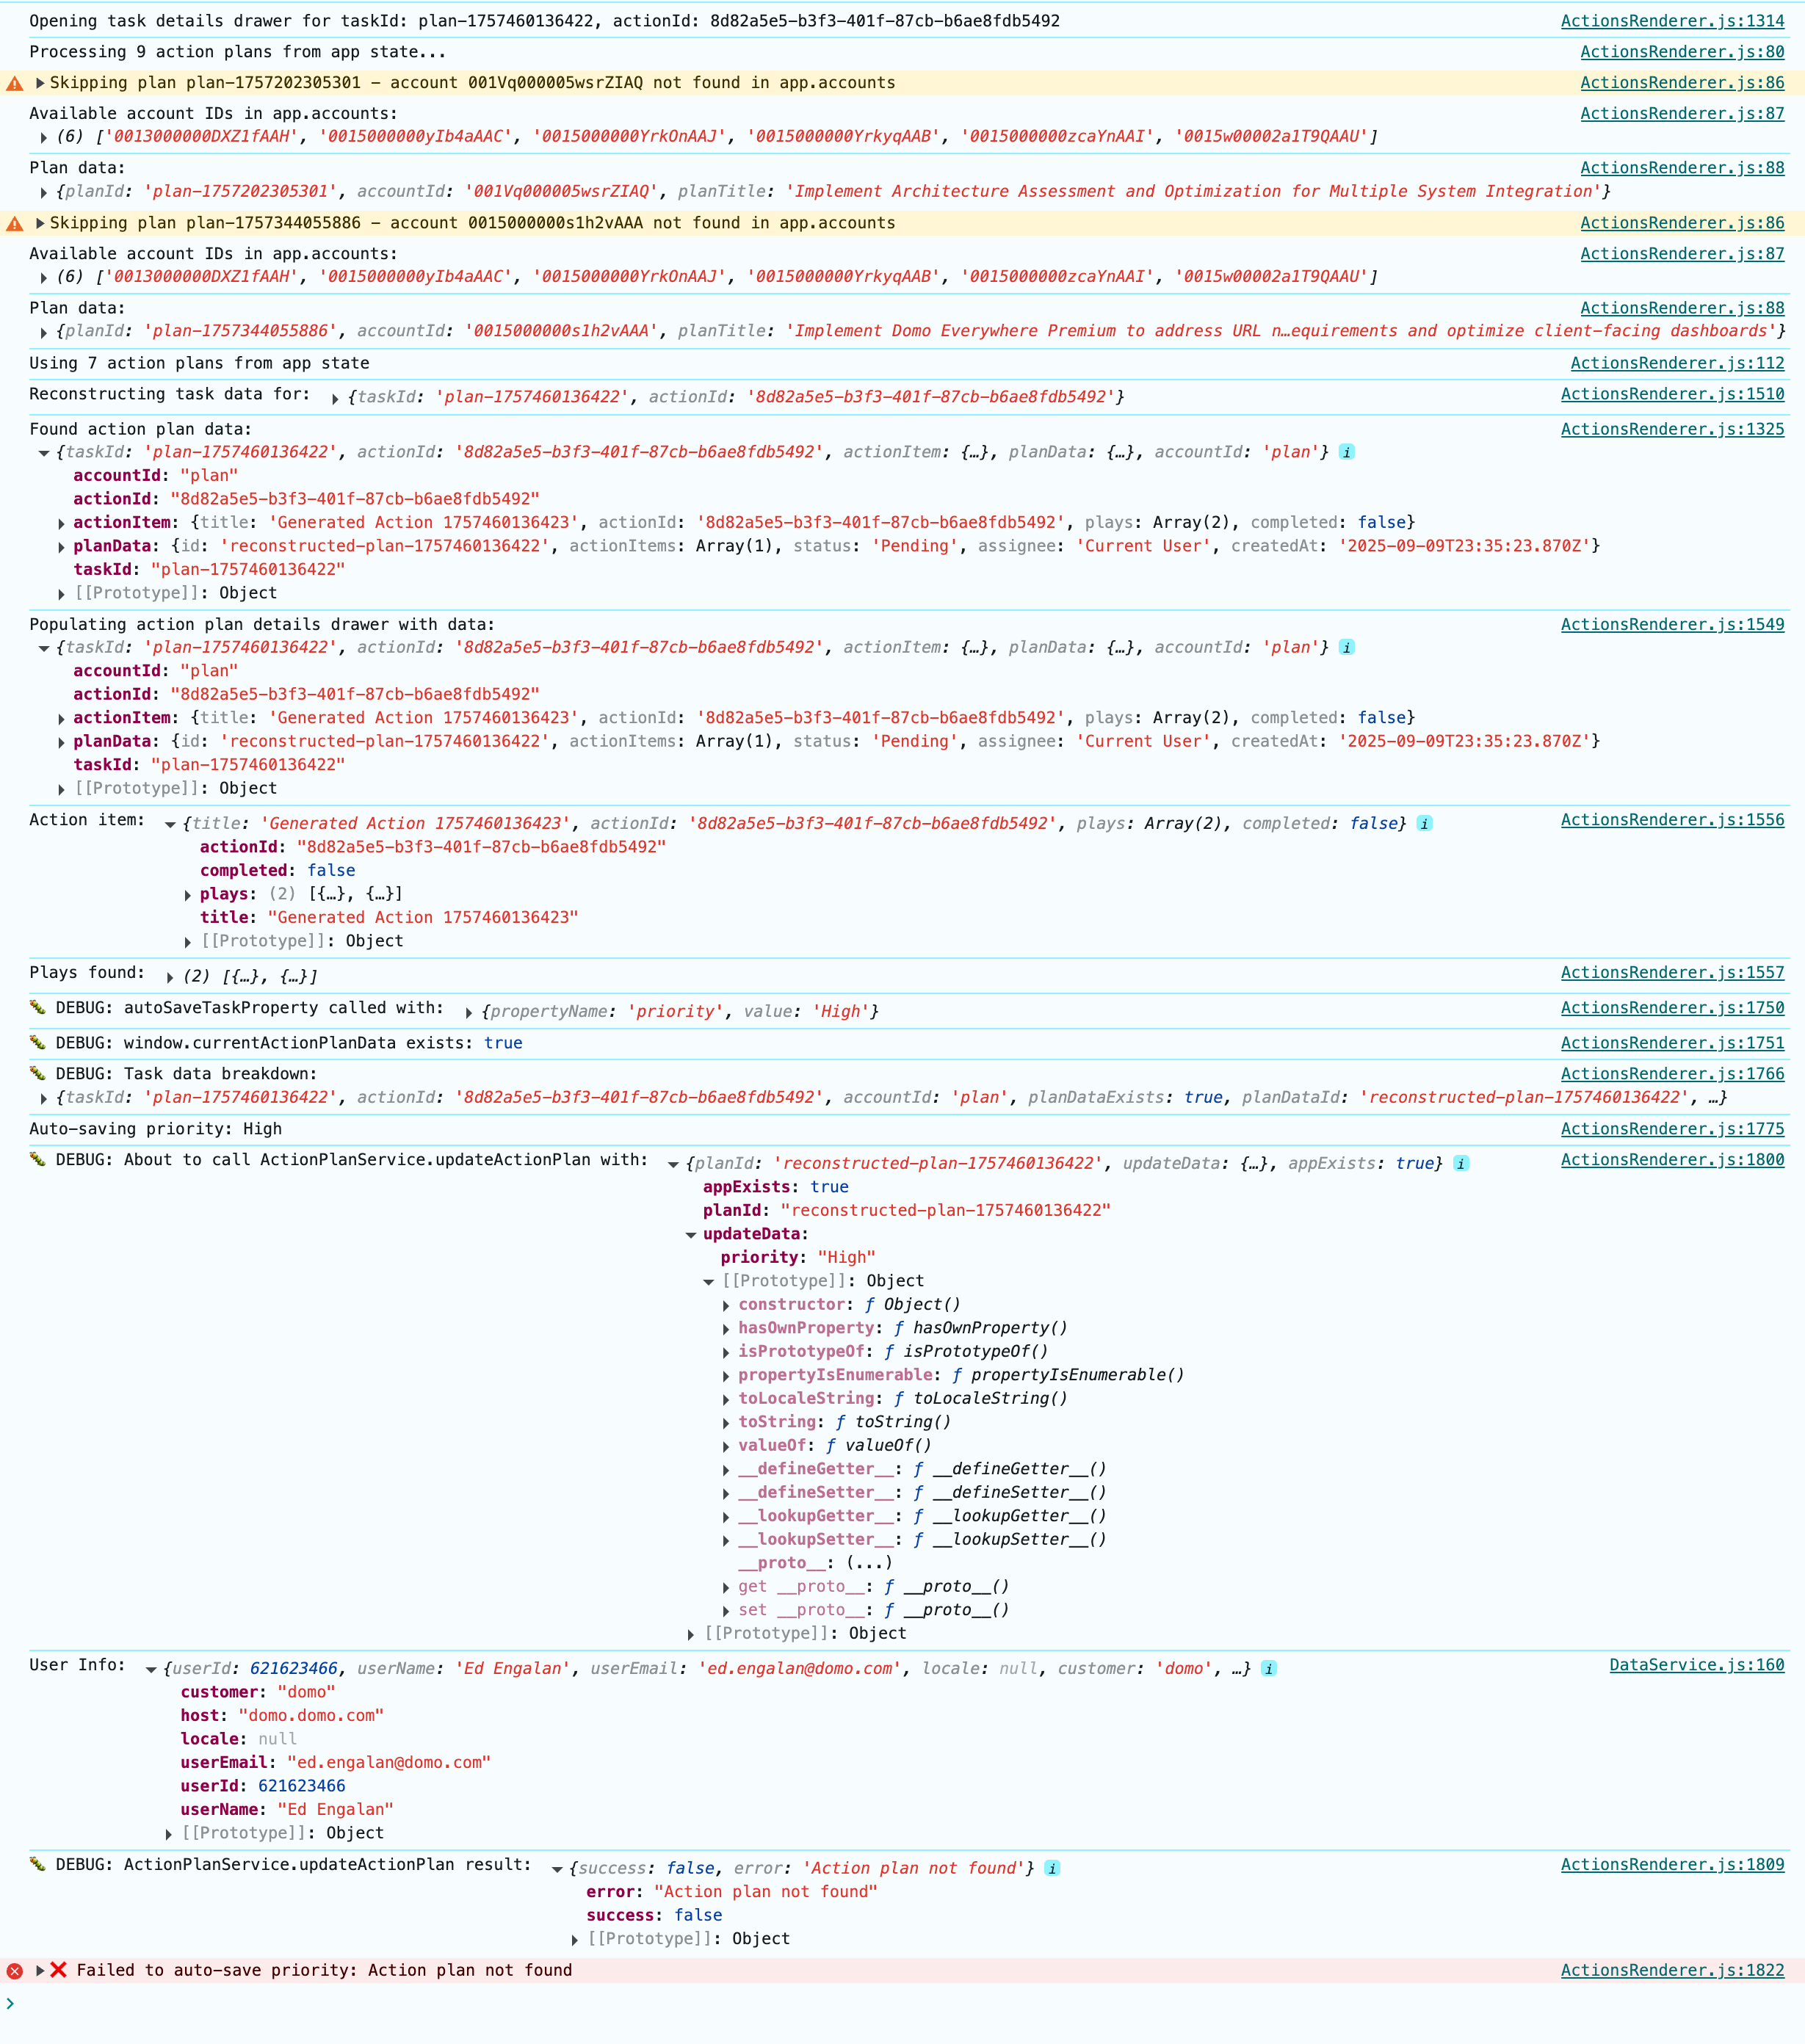 Opening task details drawer for taskId: plan-1757460136422, actionId: 8d82a5e5-b3f3-401f-87cb-b6ae8fdb5492 ActionsRenderer.js:1314
Processing 9 action plans from app state... ActionsRenderer.js:80
Skipping plan plan-1757202305301 – account 001Vq000005wsrZIAQ not found in app.accounts ActionsRenderer.js:86
Available account IDs in app.accounts: ActionsRenderer.js:87
(6) ['0013000000DXZ1fAAH', '0015000000yIb4aAAC', '0015000000YrkOnAAJ', '0015000000YrkyqAAB', '0015000000zcaYnAAI', '0015w00002a1T9QAAU']
Plan data: ActionsRenderer.js:88
{planId: 'plan-1757202305301', accountId: '001Vq000005wsrZIAQ', planTitle: 'Implement Architecture Assessment and Optimization for Multiple System Integration'}
Skipping plan plan-1757344055886 – account 0015000000s1h2vAAA not found in app.accounts ActionsRenderer.js:86
Available account IDs in app.accounts: ActionsRenderer.js:87
(6) ['0013000000DXZ1fAAH', '0015000000yIb4aAAC', '0015000000YrkOnAAJ', '0015000000YrkyqAAB', '0015000000zcaYnAAI', '0015w00002a1T9QAAU']
Plan data: ActionsRenderer.js:88
{planId: 'plan-1757344055886', accountId: '0015000000s1h2vAAA', planTitle: 'Implement Domo Everywhere Premium to address URL n…equirements and optimize client-facing dashboards'}
Using 7 action plans from app state ActionsRenderer.js:112
Reconstructing task data for: {taskId: 'plan-1757460136422', actionId: '8d82a5e5-b3f3-401f-87cb-b6ae8fdb5492'} ActionsRenderer.js:1510
Found action plan data: ActionsRenderer.js:1325
{taskId: 'plan-1757460136422', actionId: '8d82a5e5-b3f3-401f-87cb-b6ae8fdb5492', actionItem: {…}, planData: {…}, accountId: 'plan'} i
accountId: "plan"
actionId: "8d82a5e5-b3f3-401f-87cb-b6ae8fdb5492"
actionItem: {title: 'Generated Action 1757460136423', actionId: '8d82a5e5-b3f3-401f-87cb-b6ae8fdb5492', plays: Array(2), completed: false}
planData: {id: 'reconstructed-plan-1757460136422', actionItems: Array(1), status: 'Pending', assignee: 'Current User', createdAt: '2025-09-09T23:35:23.870Z'}
taskId: "plan-1757460136422"
[[Prototype]]: Object
Populating action plan details drawer with data: ActionsRenderer.js:1549
{taskId: 'plan-1757460136422', actionId: '8d82a5e5-b3f3-401f-87cb-b6ae8fdb5492', actionItem: {…}, planData: {…}, accountId: 'plan'} i
accountId: "plan"
actionId: "8d82a5e5-b3f3-401f-87cb-b6ae8fdb5492"
actionItem: {title: 'Generated Action 1757460136423', actionId: '8d82a5e5-b3f3-401f-87cb-b6ae8fdb5492', plays: Array(2), completed: false}
planData: {id: 'reconstructed-plan-1757460136422', actionItems: Array(1), status: 'Pending', assignee: 'Current User', createdAt: '2025-09-09T23:35:23.870Z'}
taskId: "plan-1757460136422"
[[Prototype]]: Object
Action item: {title: 'Generated Action 1757460136423', actionId: '8d82a5e5-b3f3-401f-87cb-b6ae8fdb5492', plays: Array(2), completed: false} i ActionsRenderer.js:1556
actionId: "8d82a5e5-b3f3-401f-87cb-b6ae8fdb5492"
completed: false
plays: (2) [{…}, {…}]
title: "Generated Action 1757460136423"
[[Prototype]]: Object
Plays found: (2) [{…}, {…}] ActionsRenderer.js:1557
DEBUG: autoSaveTaskProperty called with: {propertyName: 'priority', value: 'High'} ActionsRenderer.js:1750
DEBUG: window.currentActionPlanData exists: true ActionsRenderer.js:1751
DEBUG: Task data breakdown: ActionsRenderer.js:1766
{taskId: 'plan-1757460136422', actionId: '8d82a5e5-b3f3-401f-87cb-b6ae8fdb5492', accountId: 'plan', planDataExists: true, planDataId: 'reconstructed-plan-1757460136422', …}
Auto-saving priority: High ActionsRenderer.js:1775
DEBUG: About to call ActionPlanService.updateActionPlan with: {planId: 'reconstructed-plan-1757460136422', updateData: {…}, appExists: true} i ActionsRenderer.js:1800
appExists: true
planId: "reconstructed-plan-1757460136422"
updateData:
priority: "High"
[[Prototype]]: Object
constructor: ƒ Object()
hasOwnProperty: ƒ hasOwnProperty()
isPrototypeOf: ƒ isPrototypeOf()
propertyIsEnumerable: ƒ propertyIsEnumerable()
toLocaleString: ƒ toLocaleString()
toString: ƒ toString()
valueOf: ƒ valueOf()
__defineGetter__: ƒ __defineGetter__()
__defineSetter__: ƒ __defineSetter__()
__lookupGetter__: ƒ __lookupGetter__()
__lookupSetter__: ƒ __lookupSetter__()
__proto__: (...)
get __proto__: ƒ __proto__()
set __proto__: ƒ __proto__()
[[Prototype]]: Object
User Info: {userId: 621623466, userName: 'Ed Engalan', userEmail: 'ed.engalan@domo.com', locale: null, customer: 'domo', …} i DataService.js:160
customer: "domo"
host: "domo.domo.com"
locale: null
userEmail: "ed.engalan@domo.com"
userId: 621623466
userName: "Ed Engalan"
[[Prototype]]: Object
DEBUG: ActionPlanService.updateActionPlan result: {success: false, error: 'Action plan not found'} i ActionsRenderer.js:1809
error: "Action plan not found"
success: false
[[Prototype]]: Object
Failed to auto-save priority: Action plan not found ActionsRenderer.js:1822